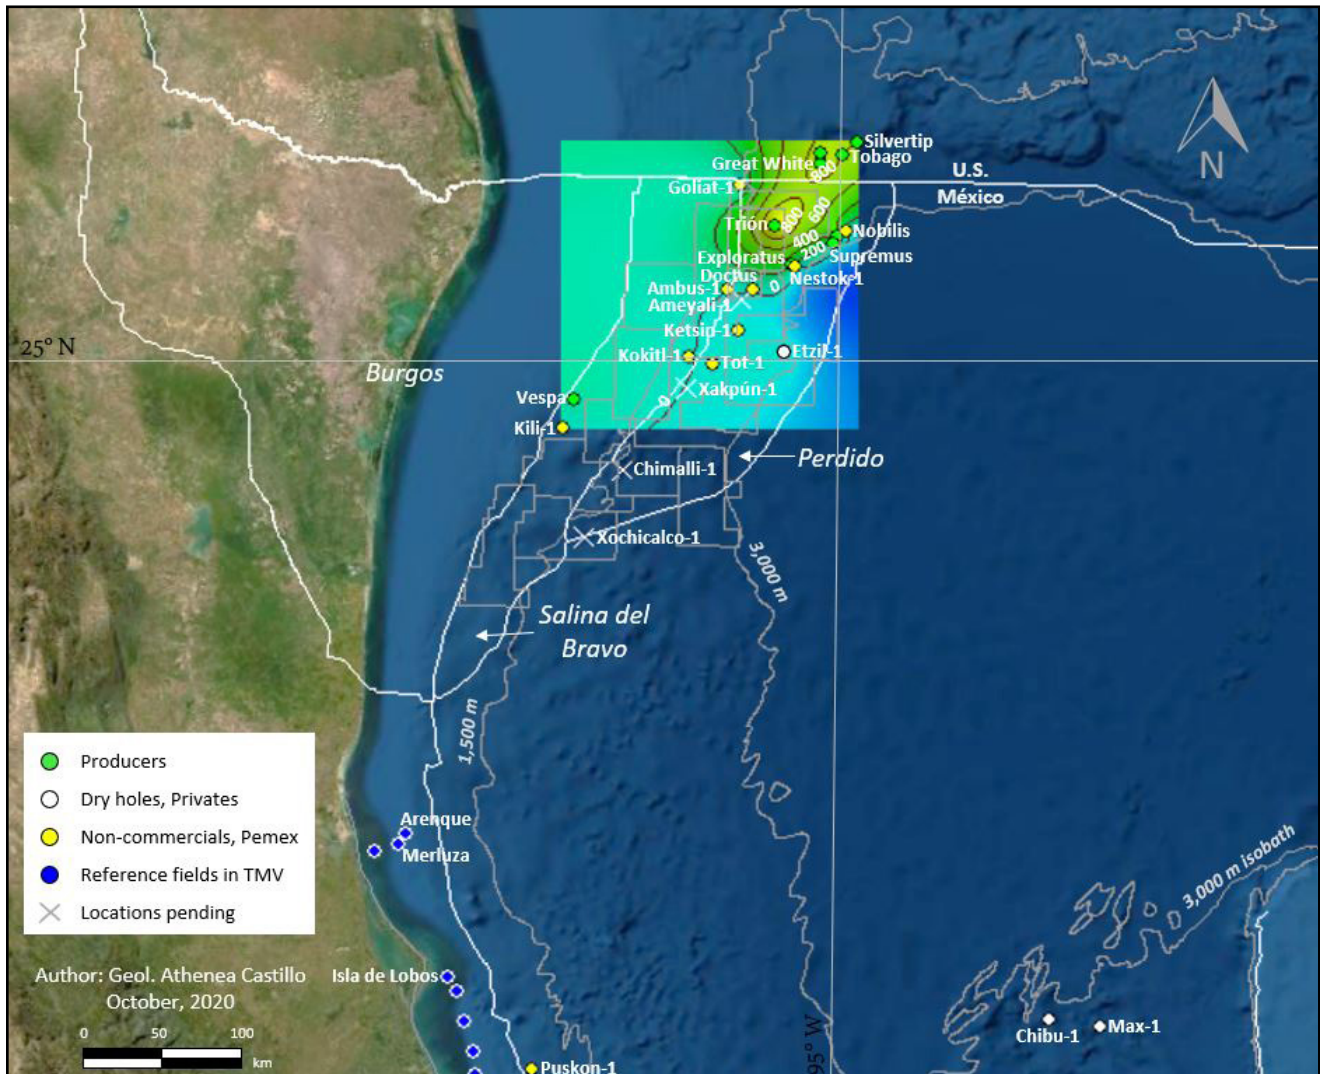 Silvertip
Great White
Tobago
800
U.S.
México
Goliat-1
Trión
800
600
400
200
Nobilis
Supremus
Exploratus
Doctus
Nestok-1
Ambus-1
0
Ameyali-1
Ketsin-1
25° N
Kokitl-1
Tot-1
Etzil-1
Burgos
Xakpún-1
0
Vespa
Kili-1
Perdido
Chimalli-1
Xochicalco-1
3,000 m
Salina del
Bravo
1,500 m
Producers
Dry holes, Privates
Non-commercials, Pemex
Reference fields in TMV
Locations pending
Arenque
Merluza
3,000 m isobath
Author: Geol. Athenea Castillo
October, 2020
Isla de Lobos
0 50 100
km
Puskon-1
95° W
Chibu-1
Max-1
N